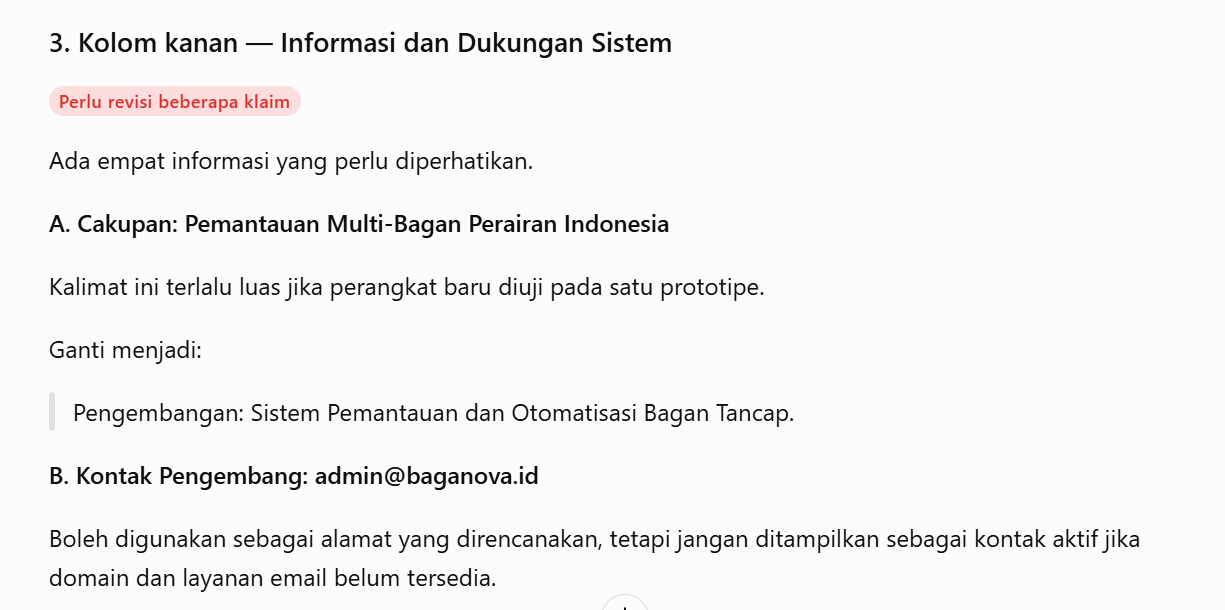 3. Kolom kanan — Informasi dan Dukungan Sistem
Perlu revisi beberapa klaim
Ada empat informasi yang perlu diperhatikan.
A. Cakupan: Pemantauan Multi-Bagan Perairan Indonesia
Kalimat ini terlalu luas jika perangkat baru diuji pada satu prototipe.
Ganti menjadi:
Pengembangan: Sistem Pemantauan dan Otomatisasi Bagan Tancap.
B. Kontak Pengembang: admin@baganova.id
Boleh digunakan sebagai alamat yang direncanakan, tetapi jangan ditampilkan sebagai kontak aktif jika
domain dan layanan email belum tersedia.